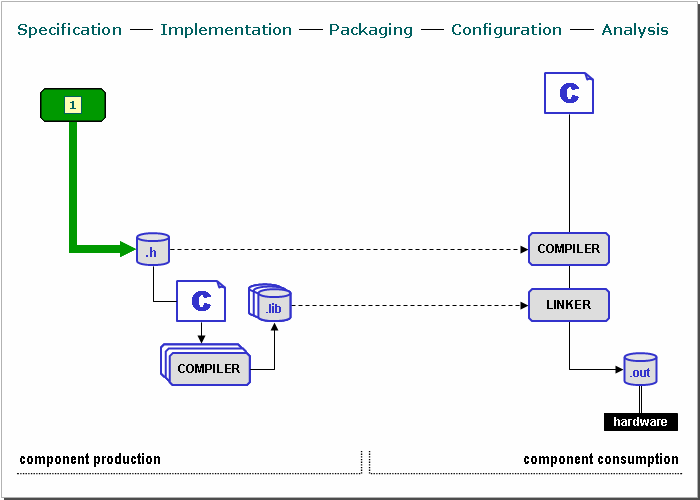 Specification — Implementation — Packaging — Configuration — Analysis
1
C
.h
COMPILER
C
.lib
LINKER
COMPILER
.out
hardware
component production
component consumption